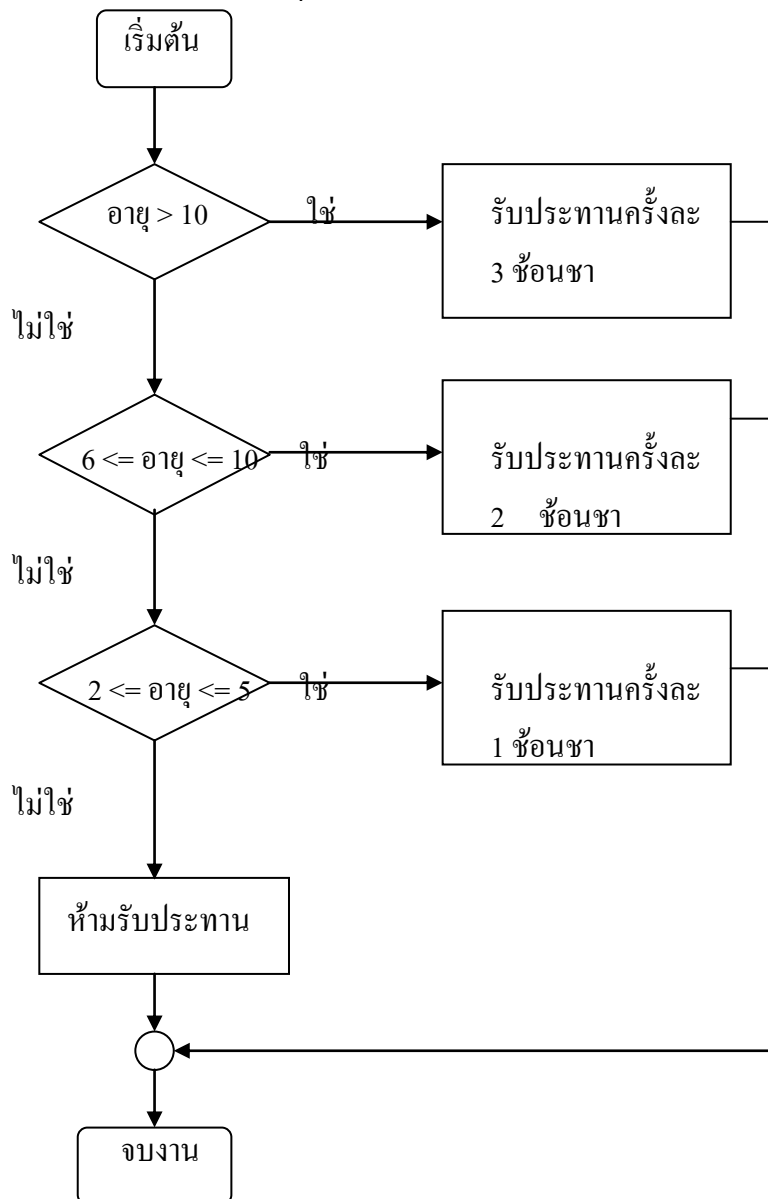 เริ่มต้น
อายุ > 10
ใช่
รับประทานครั้งละ
3 ช้อนชา
ไม่ใช่
6 <= อายุ <= 10
ใช่
รับประทานครั้งละ
2 ช้อนชา
ไม่ใช่
2 <= อายุ <= 5
ใช่
รับประทานครั้งละ
1 ช้อนชา
ไม่ใช่
ห้ามรับประทาน
จบงาน